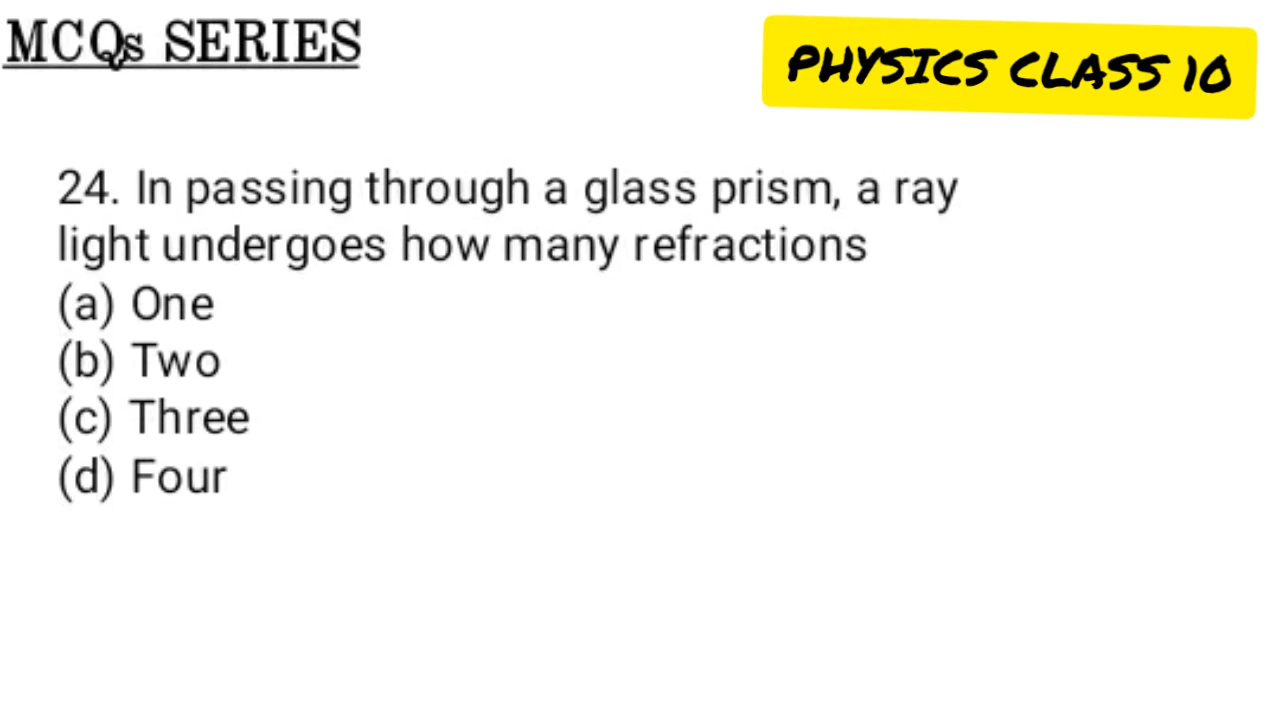 MCQs SERIES
PHYSICS CLASS 10
24. In passing through a glass prism, a ray
light undergoes how many refractions
(a) One
(b) Two
(c) Three
(d) Four